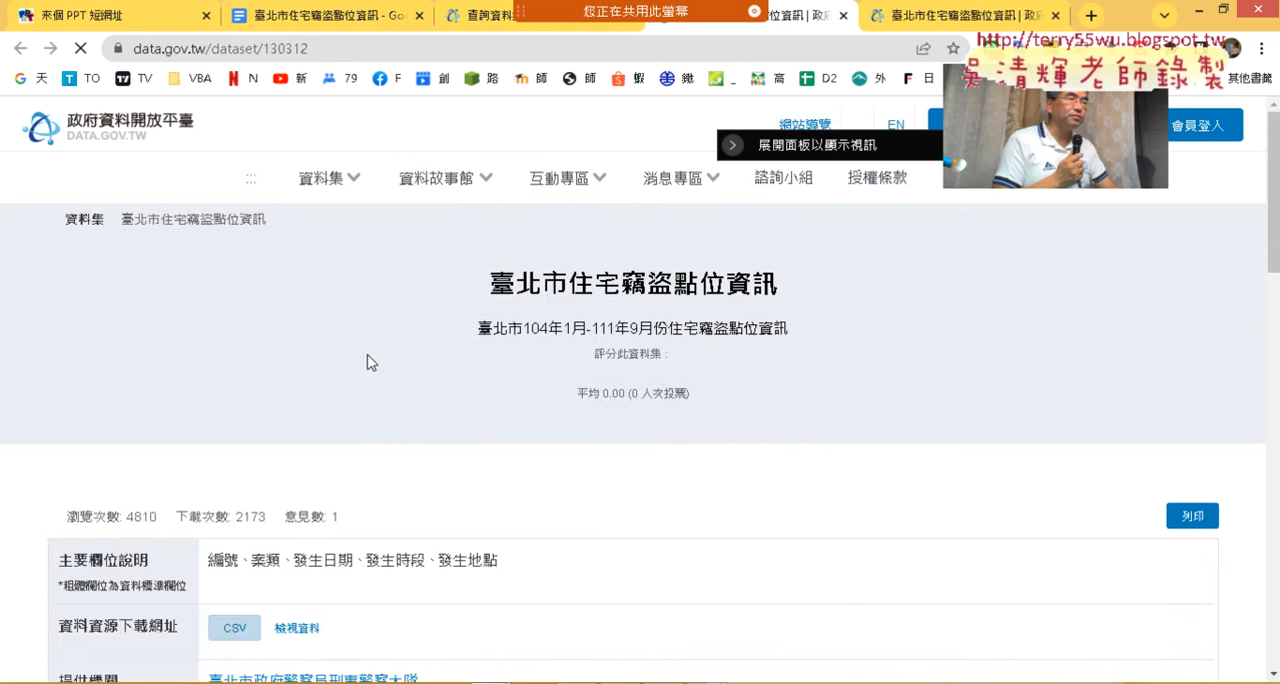 來個 PPT 短網址
臺北市住宅竊盜點位資訊 - Go
查詢資料
您正在共用此螢幕
位資訊 | 政府
臺北市住宅竊盜點位資訊 | 政府
data.gov.tw/dataset/130312
http://terry55wu.blogspot.tw
吳清輝老師錄製
天 TO TV VBA N 新 79 F 創 路 師 師 蝦 高 D2 外 日 其他書籤
政府資料開放平臺
DATA.GOV.TW
網站導覽
EN
會員登入
展開面板以顯示視訊
資料集
資料故事館
互動專區
消息專區
諮詢小組
授權條款
資料集 臺北市住宅竊盜點位資訊
臺北市住宅竊盜點位資訊
臺北市104年1月-111年9月份住宅竊盜點位資訊
評分此資料集 :
平均 0.00 (0 人次投票)
瀏覽次數: 4810 下載次數: 2173 意見數: 1
列印
主要欄位說明
*粗體欄位為資料標準欄位
編號、案類、發生日期、發生時段、發生地點
資料資源下載網址
CSV 檢視資料
提供機關
臺北市政府警察局刑事警察大隊